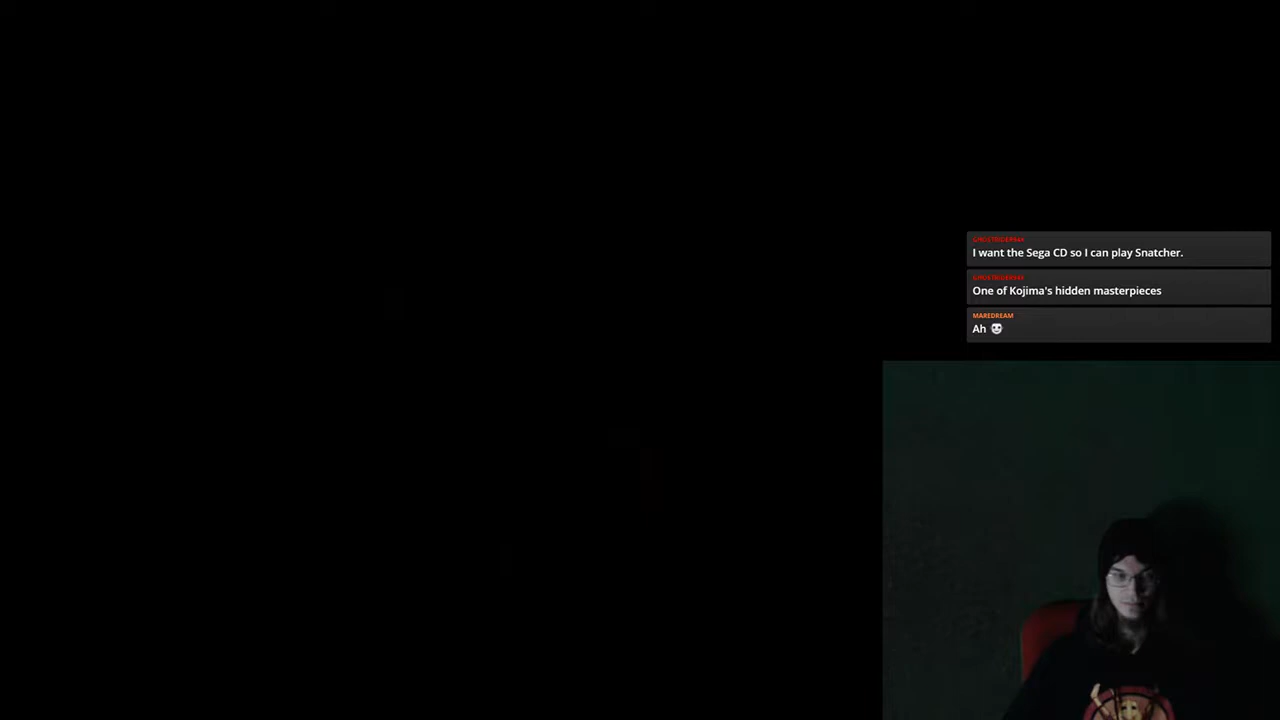 I want the Sega CD so I can play Snatcher.
One of Kojima's hidden masterpieces
MAREDREAM
Ah